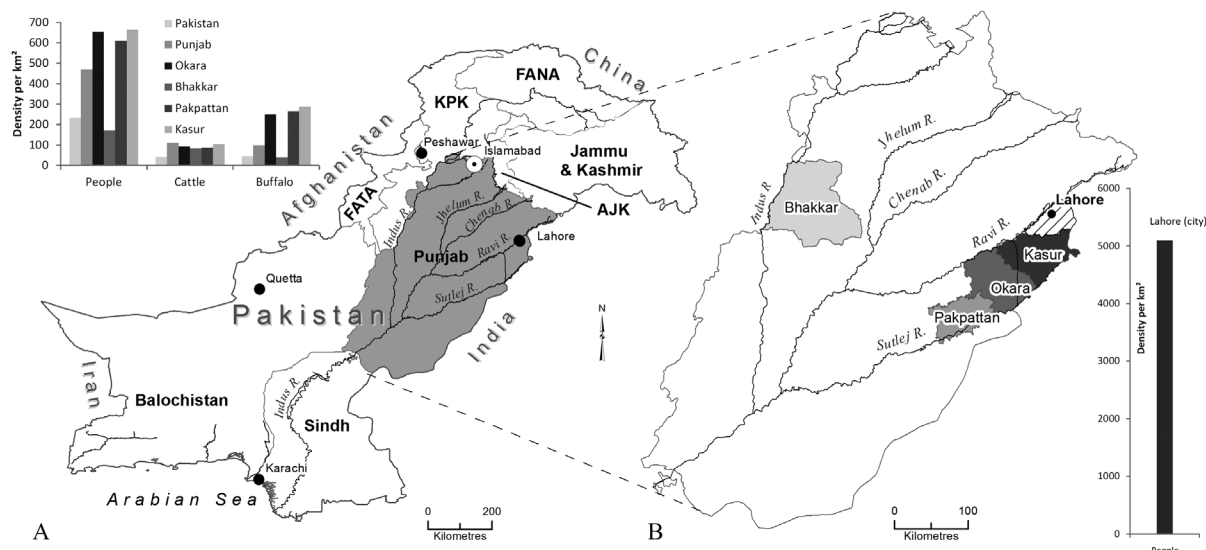 700
600
500
400
300
200
100
0
Density per km²
Pakistan
Punjab
Okara
Bhakkar
Pakpattan
Kasur
People
Cattle
Buffalo
China
FANA
KPK
Afghanistan
Peshawar
Islamabad
Jammu
& Kashmir
FATA
AJK
Indus R.
Jhelum R.
Chenab R.
Ravi R.
Lahore
Punjab
Sutlej R.
Quetta
Pakistan
India
N
Iran
Balochistan
Indus R.
Sindh
Karachi
Arabian Sea
A
0 200
Kilometres
Jhelum R.
Chenab R.
Indus R
Bhakkar
Lahore
Ravi R.
Kasur
Okara
Pakpattan
Sutlej R.
B
0 100
Kilometres
6000
5000
4000
3000
2000
1000
0
Density per km²
Lahore (city)
People